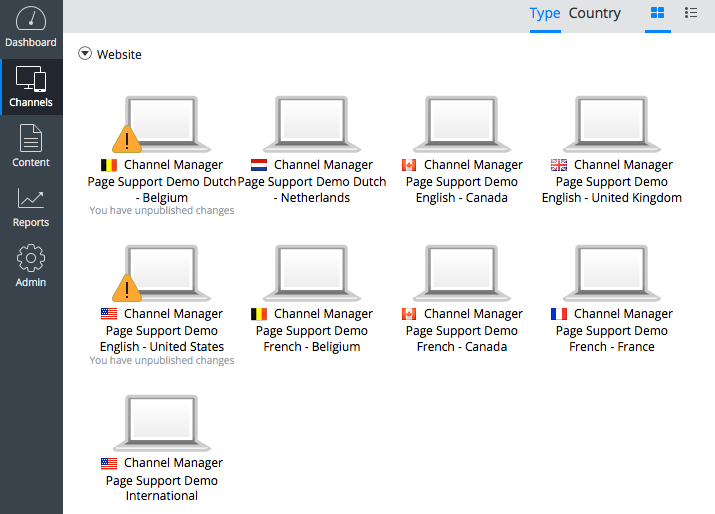 Type Country
Dashboard
Channels
Content
Reports
Admin
Website
Channel Manager
Page Support Demo Dutch
- Belgium
You have unpublished changes
Channel Manager
Page Support Demo Dutch
- Netherlands
Channel Manager
Page Support Demo
English - Canada
Channel Manager
Page Support Demo
English - United Kingdom
Channel Manager
Page Support Demo
English - United States
You have unpublished changes
Channel Manager
Page Support Demo
French - Beligium
Channel Manager
Page Support Demo
French - Canada
Channel Manager
Page Support Demo
French - France
Channel Manager
Page Support Demo
International